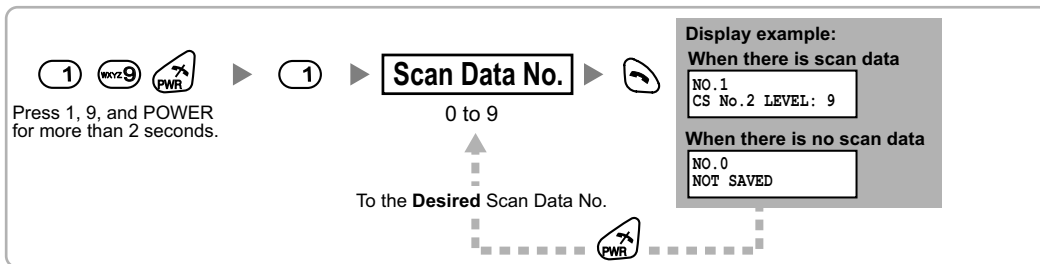 1
WXYZ9
PWR
Press 1, 9, and POWER
for more than 2 seconds.
1
Scan Data No.
0 to 9
Display example:
When there is scan data
NO.1
CS No.2 LEVEL: 9
When there is no scan data
NO.0
NOT SAVED
To the Desired Scan Data No.
PWR